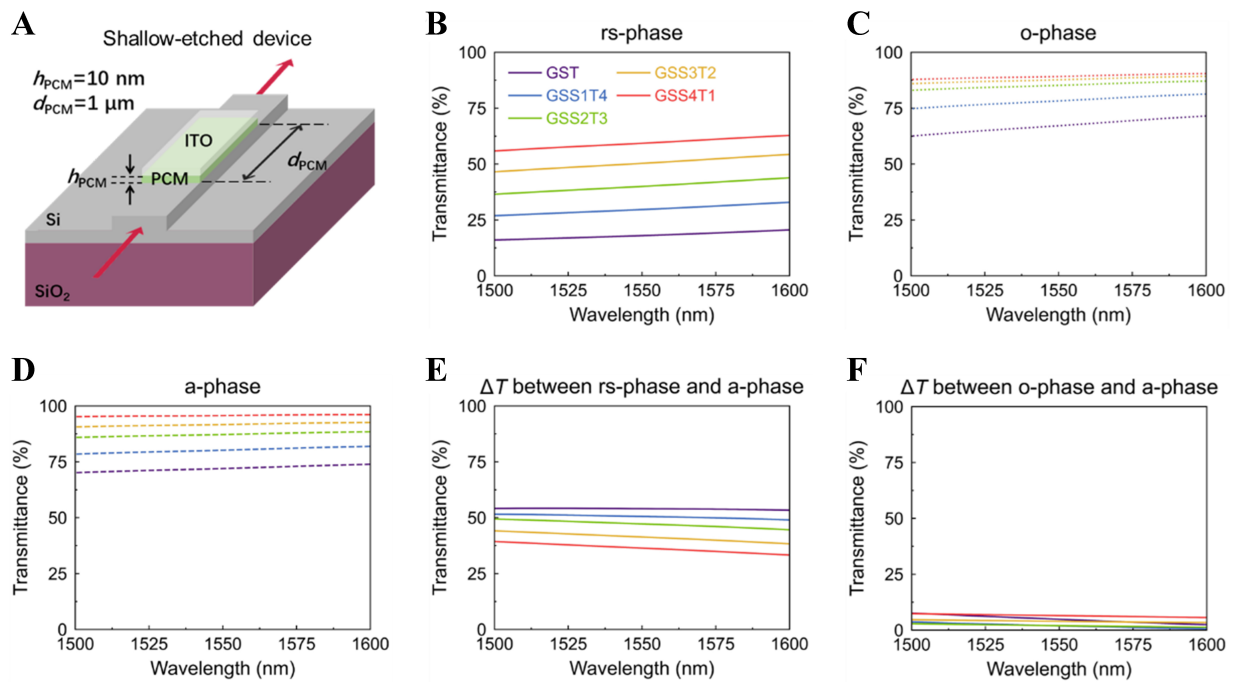 A
Shallow-etched device
hPCM=10 nm
dPCM=1 μm
ITO
dPCM
hPCM
PCM
Si
SiO2
B
rs-phase
Transmittance (%)
100
75
50
25
0
GST
GSS3T2
GSS1T4
GSS4T1
GSS2T3
1500
1525
1550
1575
1600
Wavelength (nm)
C
o-phase
Transmittance (%)
100
75
50
25
0
1500
1525
1550
1575
1600
Wavelength (nm)
D
a-phase
Transmittance (%)
100
75
50
25
0
1500
1525
1550
1575
1600
Wavelength (nm)
E
ΔT between rs-phase and a-phase
Transmittance (%)
100
75
50
25
0
1500
1525
1550
1575
1600
Wavelength (nm)
F
ΔT between o-phase and a-phase
Transmittance (%)
100
75
50
25
0
1500
1525
1550
1575
1600
Wavelength (nm)